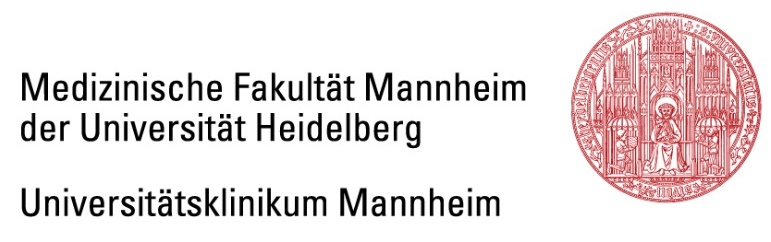 Medizinische Fakultät Mannheim
der Universität Heidelberg
Universitätsklinikum Mannheim